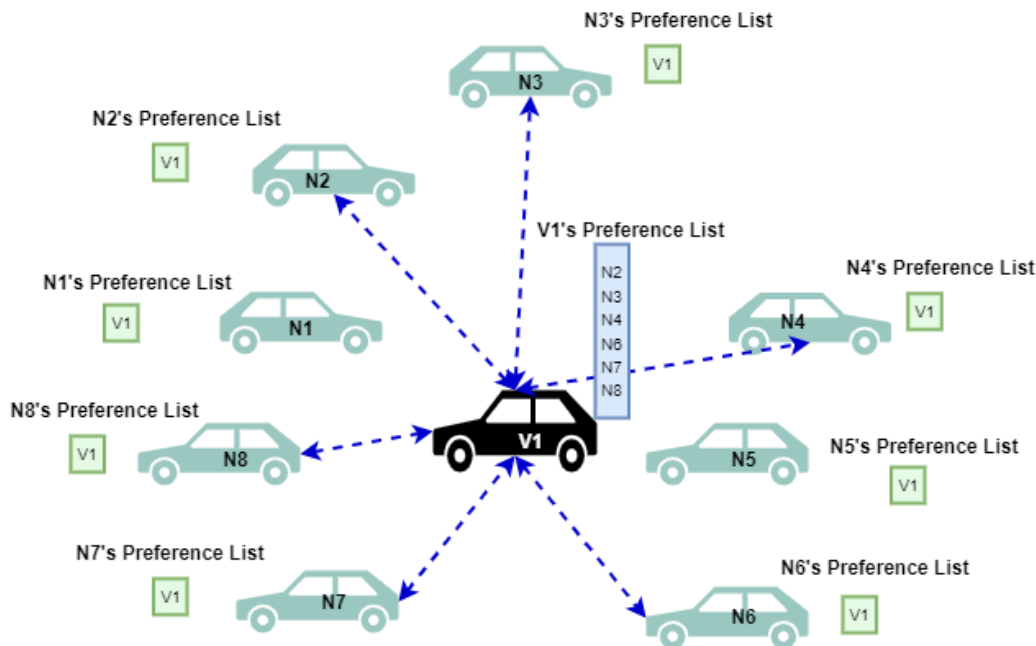 N3's Preference List
V1
N3
N2's Preference List
V1
N2
V1's Preference List
N2
N3
N4
N6
N7
N8
N1's Preference List
V1
N1
N4's Preference List
V1
N4
N8's Preference List
V1
N8
V1
N5
N5's Preference List
V1
N7's Preference List
V1
N7
N6's Preference List
V1
N6